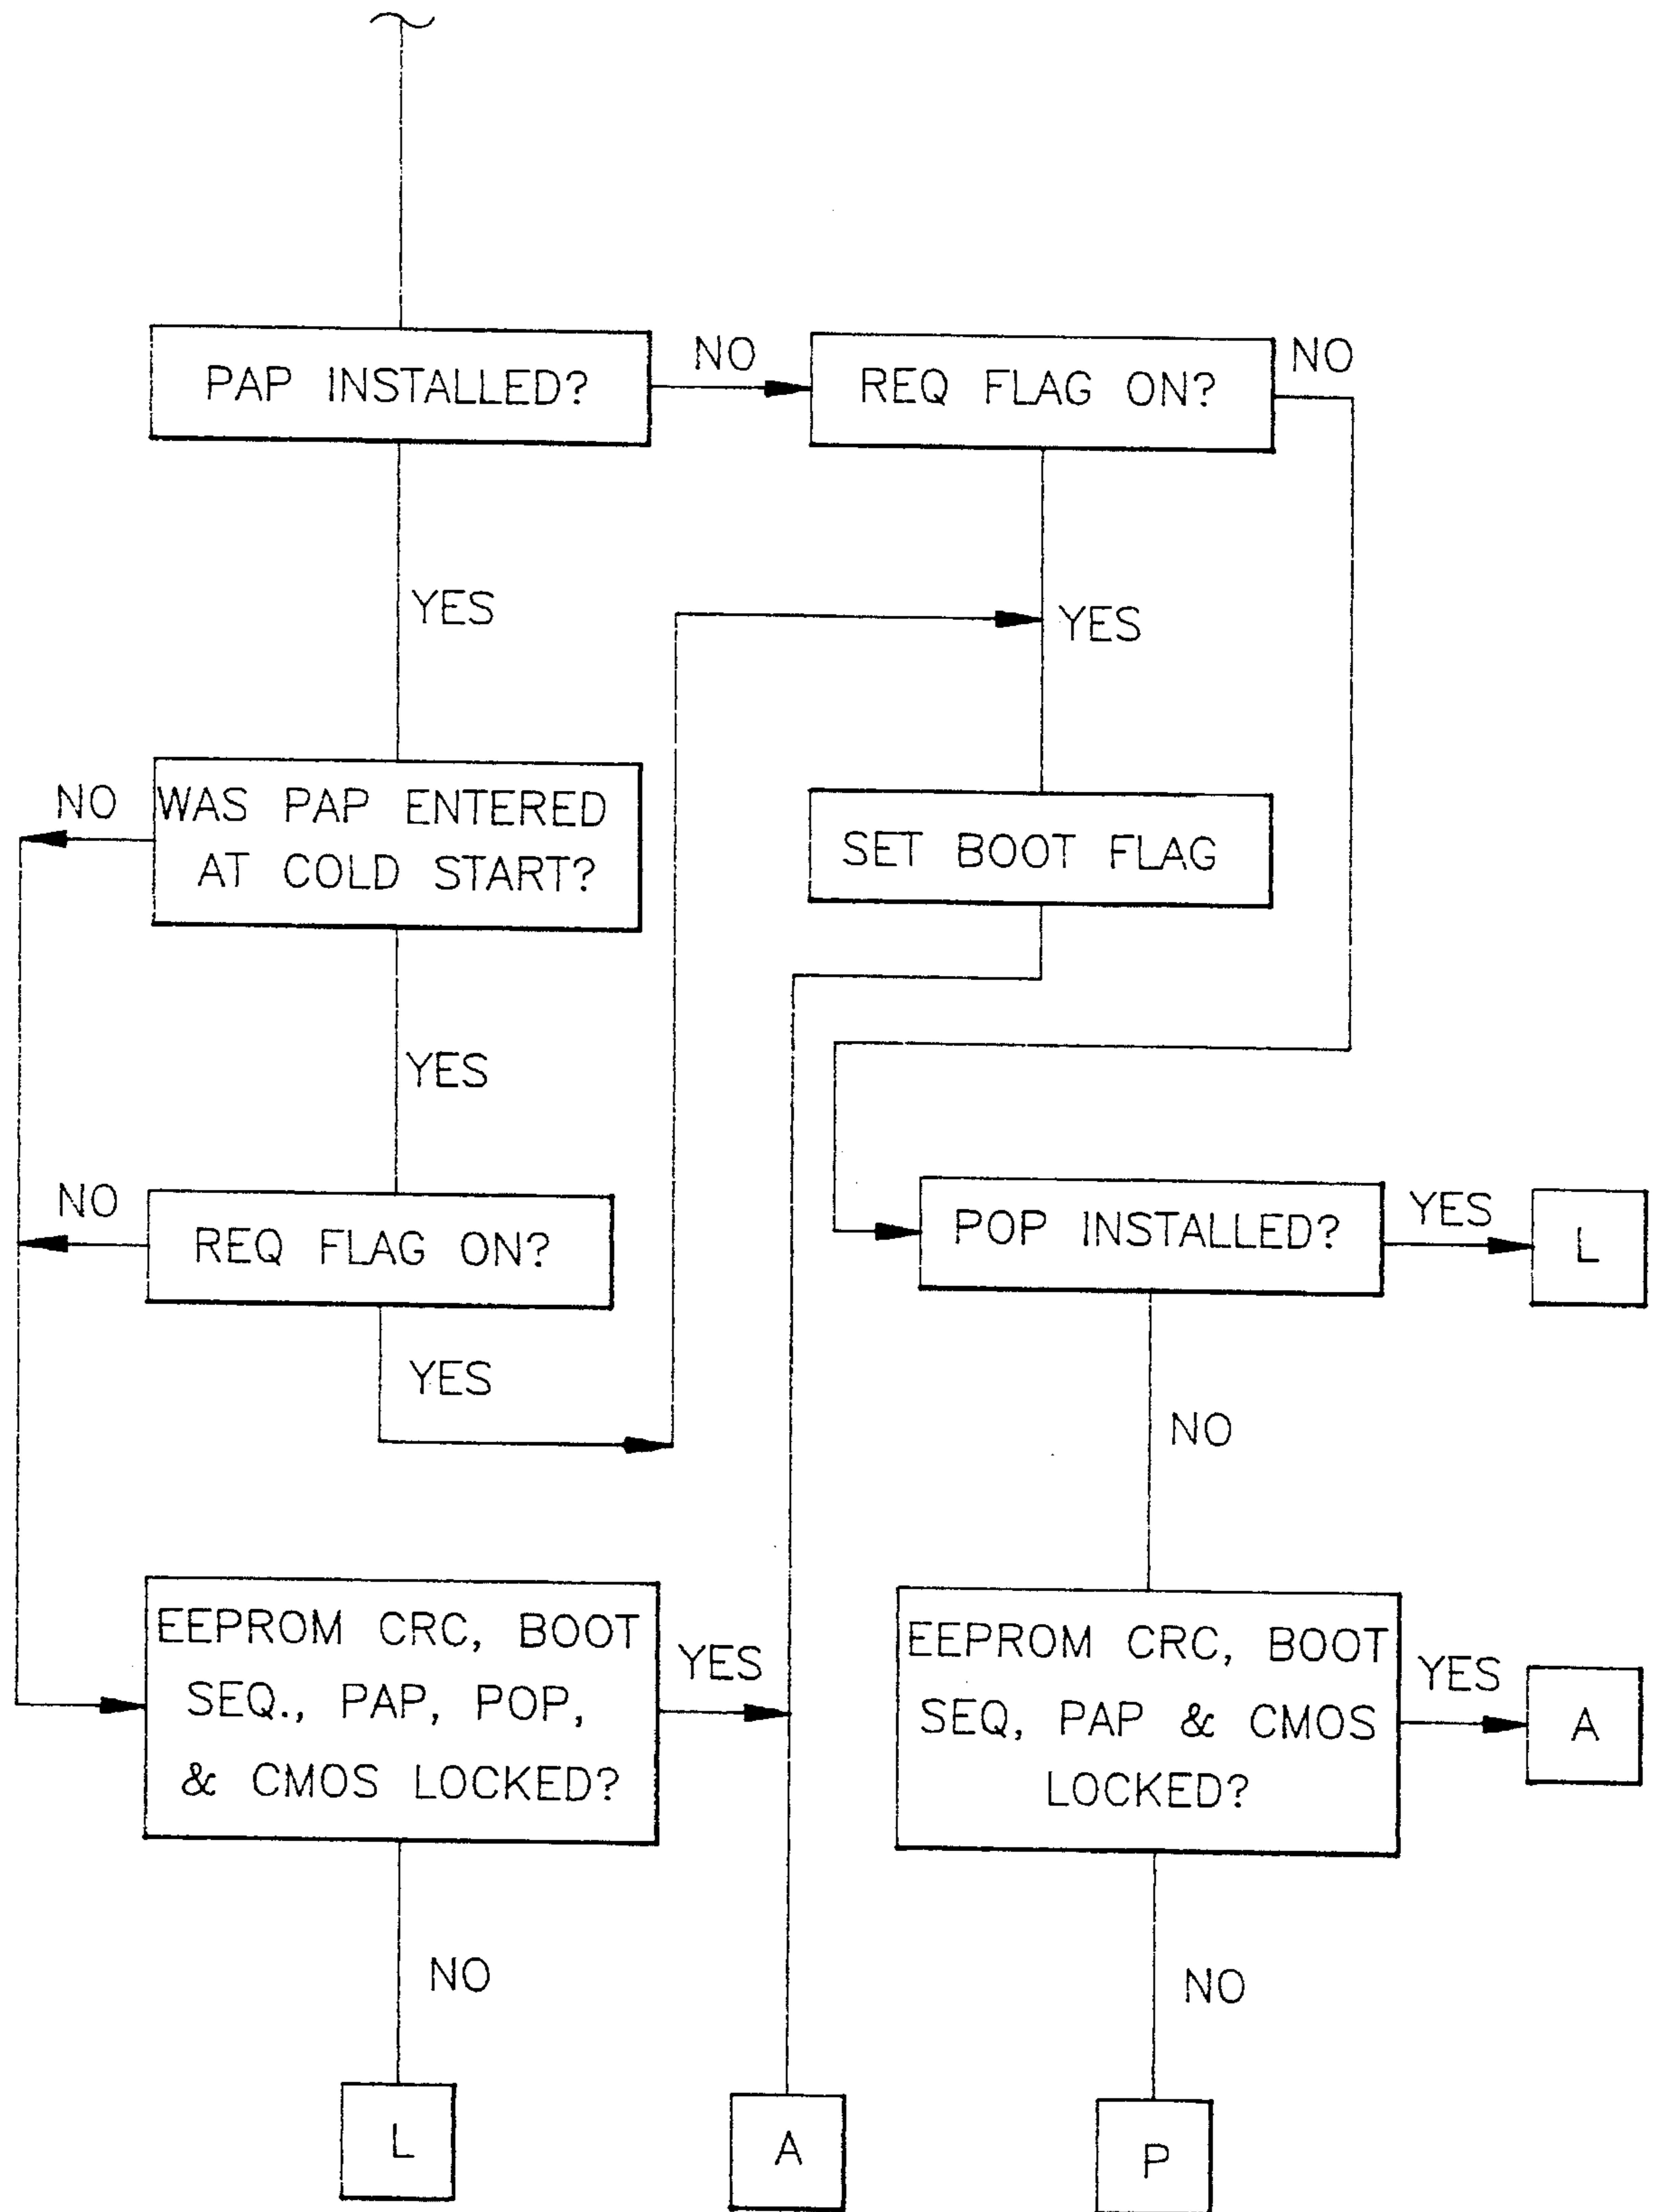 PAP INSTALLED?
NO
REQ FLAG ON?
NO
YES
YES
NO
WAS PAP ENTERED
AT COLD START?
SET BOOT FLAG
YES
NO
REQ FLAG ON?
POP INSTALLED?
YES
L
YES
NO
EEPROM CRC, BOOT
SEQ., PAP, POP,
& CMOS LOCKED?
YES
EEPROM CRC, BOOT
SEQ, PAP & CMOS
LOCKED?
YES
A
NO
NO
L
A
P